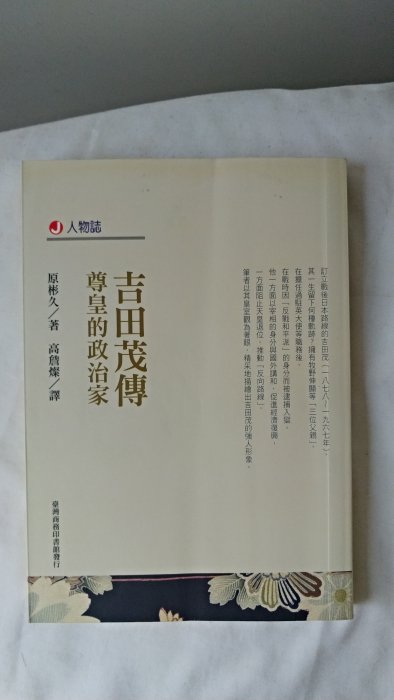 J 人物誌
吉田茂傳
尊皇的政治家
原彬久／著 高詹燦／譯
臺灣商務印書館發行
訂立戰後日本路線的吉田茂（一八七八～一九六七年），
其一生留下何種軌跡？擁有牧野伸顯等「三位父親」，
在擔任過駐英大使等職務後，
在戰時因「反戰和平派」的身分而被逮捕入獄。
他一方面以宰相的身分與國外講和，促進經濟復興，
一方面阻止天皇退位，推動「反向路線」。
筆者以其皇室觀為著眼，精采地描繪出吉田茂的強人形象。